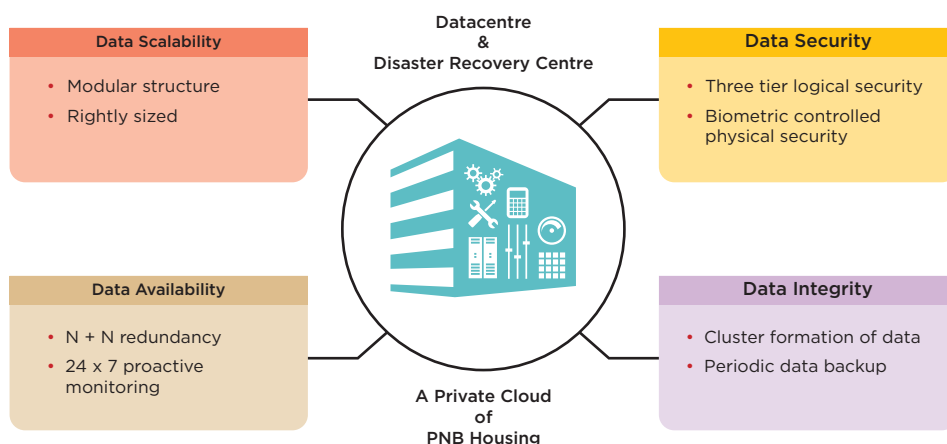 Datacentre
&
Disaster Recovery Centre
Data Scalability
• Modular structure
• Rightly sized
Data Security
• Three tier logical security
• Biometric controlled
physical security
Data Availability
• N + N redundancy
• 24 x 7 proactive
monitoring
Data Integrity
• Cluster formation of data
• Periodic data backup
A Private Cloud
of
PNB Housing